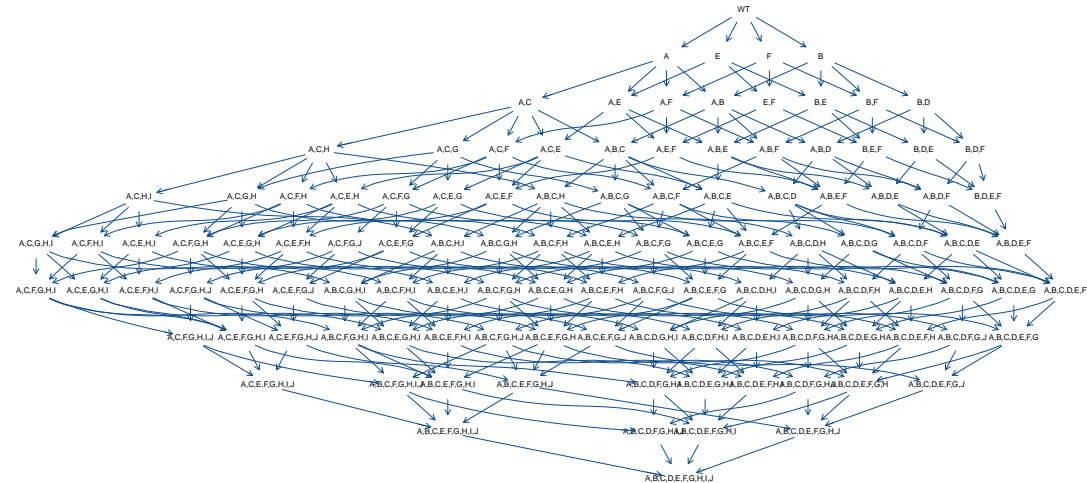 WT
A E F B
A,C A,E A,F A,B E,F B,E B,F B,D
A,C,H A,C,G A,C,F A,C,E A,B,C A,E,F A,B,E A,B,F A,B,D B,E,F B,D,E B,D,F
A,C,H,I A,C,G,H A,C,F,H A,C,E,H A,C,F,G A,C,E,G A,C,E,F A,B,C,H A,B,C,G A,B,C,F A,B,C,E A,B,C,D A,B,E,F A,B,D,E A,B,D,F B,D,E,F
A,C,G,H,I A,C,F,H,I A,C,E,H,I A,C,F,G,H A,C,E,G,H A,C,E,F,H A,C,F,G,J A,C,E,F,G A,B,C,H,I A,B,C,G,H A,B,C,F,H A,B,C,E,H A,B,C,F,G A,B,C,E,G A,B,C,E,F A,B,C,D,H A,B,C,D,G A,B,C,D,F A,B,C,D,E A,B,D,E,F
A,C,F,G,H,I A,C,E,G,H,I A,C,E,F,H,I A,C,F,G,H,J A,C,E,F,G,H A,C,E,F,G,J A,B,C,G,H,I A,B,C,F,H,I A,B,C,E,H,I A,B,C,F,G,H A,B,C,E,G,H A,B,C,E,F,H A,B,C,F,G,J A,B,C,E,F,G A,B,C,D,H,I A,B,C,D,G,H A,B,C,D,F,H A,B,C,D,E,H A,B,C,D,F,G A,B,C,D,E,G A,B,C,D,E,F
A,C,F,G,H,I,J A,C,E,F,G,H,I A,C,E,F,G,H,J A,B,C,F,G,H,I A,B,C,E,G,H,I A,B,C,E,F,H,I A,B,C,F,G,H,J A,B,C,E,F,G,H A,B,C,E,F,G,J A,B,C,D,G,H,I A,B,C,D,F,H,I A,B,C,D,E,H,I A,B,C,D,F,G,H A,B,C,D,E,G,H A,B,C,D,E,F,H A,B,C,D,F,G,J A,B,C,D,E,F,G
A,C,E,F,G,H,I,J A,B,C,F,G,H,I,J A,B,C,E,F,G,H,I A,B,C,E,F,G,H,J A,B,C,D,F,G,H,I A,B,C,D,E,G,H,I A,B,C,D,E,F,H,I A,B,C,D,F,G,H,J A,B,C,D,E,F,G,H A,B,C,D,E,F,G,J
A,B,C,E,F,G,H,I,J A,B,C,D,F,G,H,I,J A,B,C,D,E,F,G,H,I A,B,C,D,E,F,G,H,J
A,B,C,D,E,F,G,H,I,J